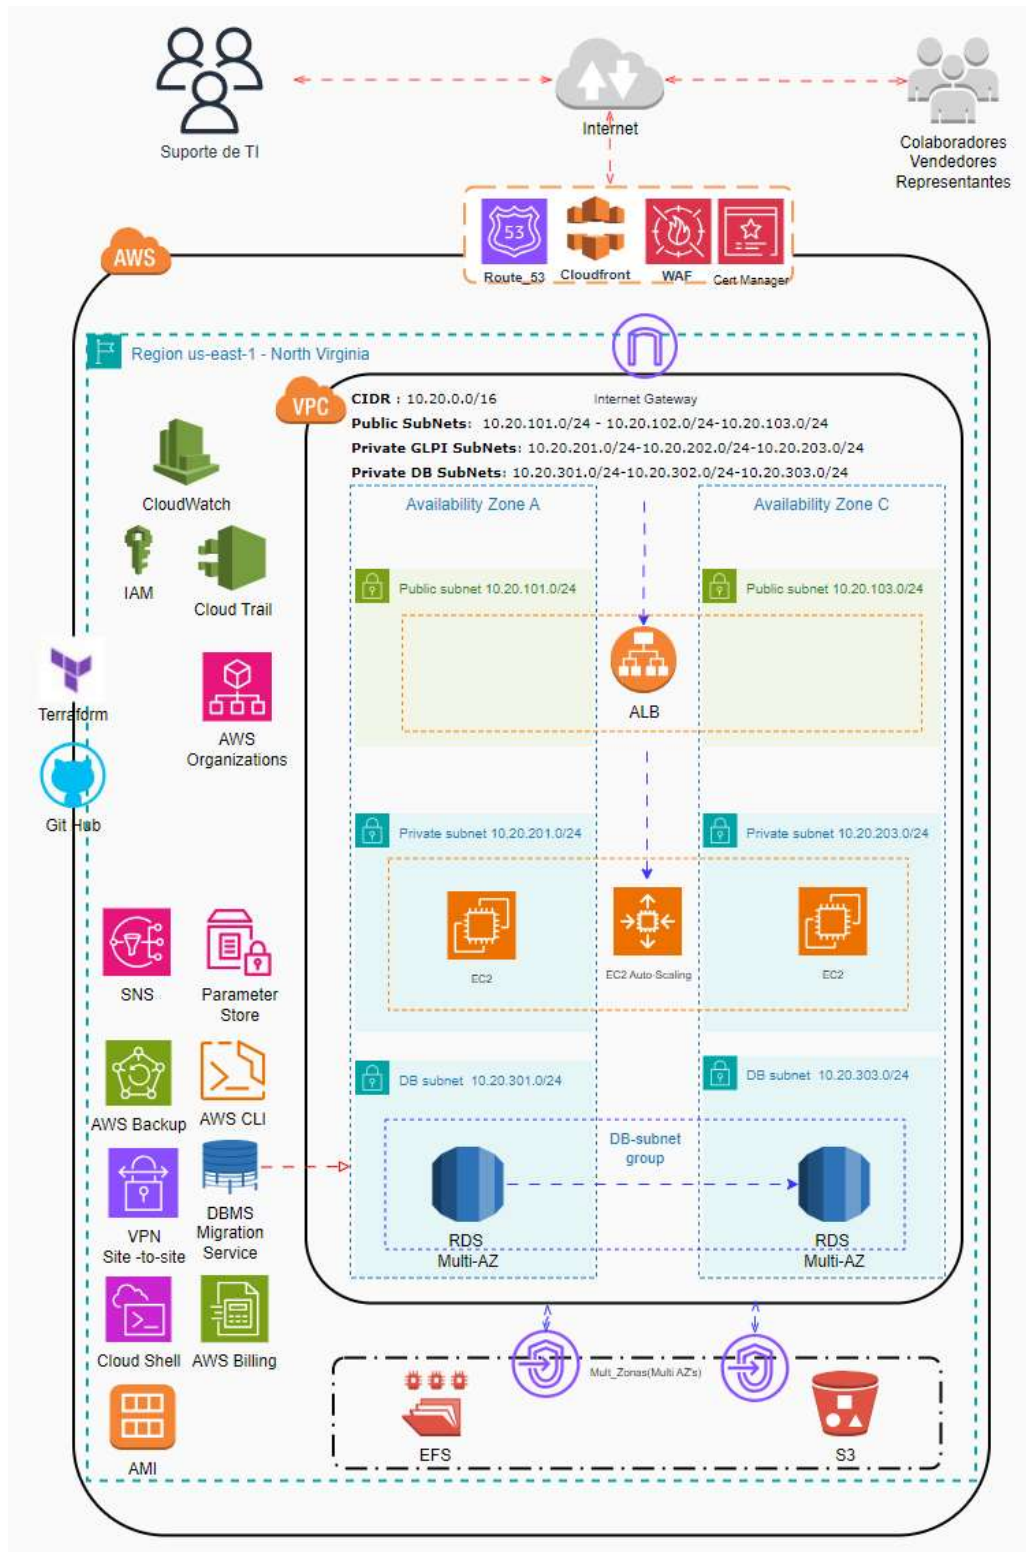 Suporte de TI
Internet
Colaboradores
Vendedores
Representantes
53
Route_53
Cloudfront
WAF
Cert Manager
AWS
Region us-east-1 - North Virginia
VPC
CIDR : 10.20.0.0/16
Internet Gateway
Public SubNets: 10.20.101.0/24 - 10.20.102.0/24-10.20.103.0/24
Private GLPI SubNets: 10.20.201.0/24-10.20.202.0/24-10.20.203.0/24
Private DB SubNets: 10.20.301.0/24-10.20.302.0/24-10.20.303.0/24
Availability Zone A
Availability Zone C
CloudWatch
IAM
Cloud Trail
Public subnet 10.20.101.0/24
Public subnet 10.20.103.0/24
ALB
Terraform
AWS
Organizations
Git Hub
Private subnet 10.20.201.0/24
Private subnet 10.20.203.0/24
EC2
EC2 Auto-Scaling
EC2
SNS
Parameter
Store
AWS Backup
AWS CLI
DB subnet 10.20.301.0/24
DB subnet 10.20.303.0/24
DB-subnet
group
VPN
Site -to-site
DBMS
Migration
Service
RDS
Multi-AZ
RDS
Multi-AZ
Cloud Shell
AWS Billing
Mult_Zonas(Multi AZ's)
EFS
S3
AMI